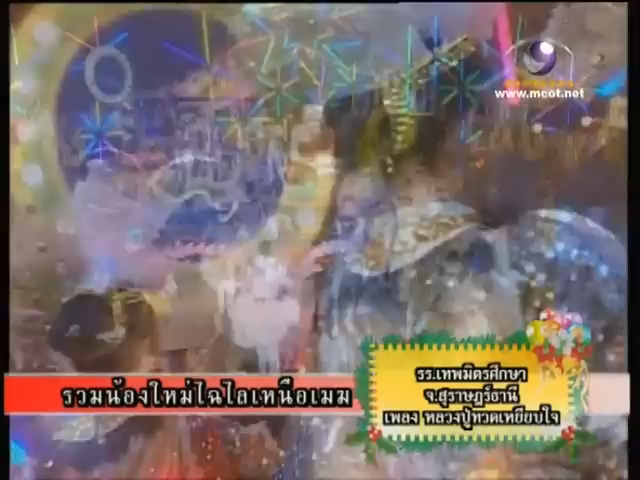 www.mcot.net
รร.เทพมิตรศึกษา
จ.สุราษฎร์ธานี
เพลง หลวงปู่ทวดเหยียบใจ
รวมน้องใหม่ไฉไลเหนือเมฆ